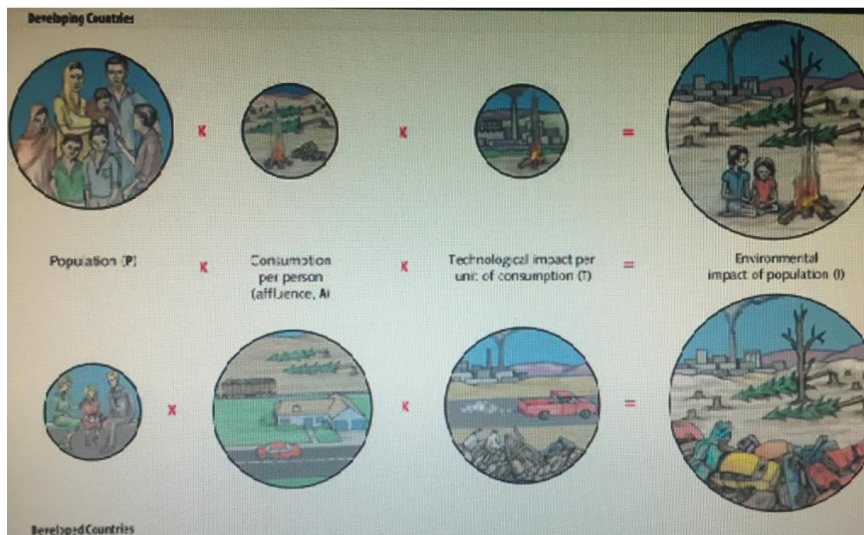 Developing Countries
x x =
Population (P) x Consumption per person (affluence, A) x Technological impact per unit of consumption (T) = Environmental impact of population (I)
x x =
Developed Countries